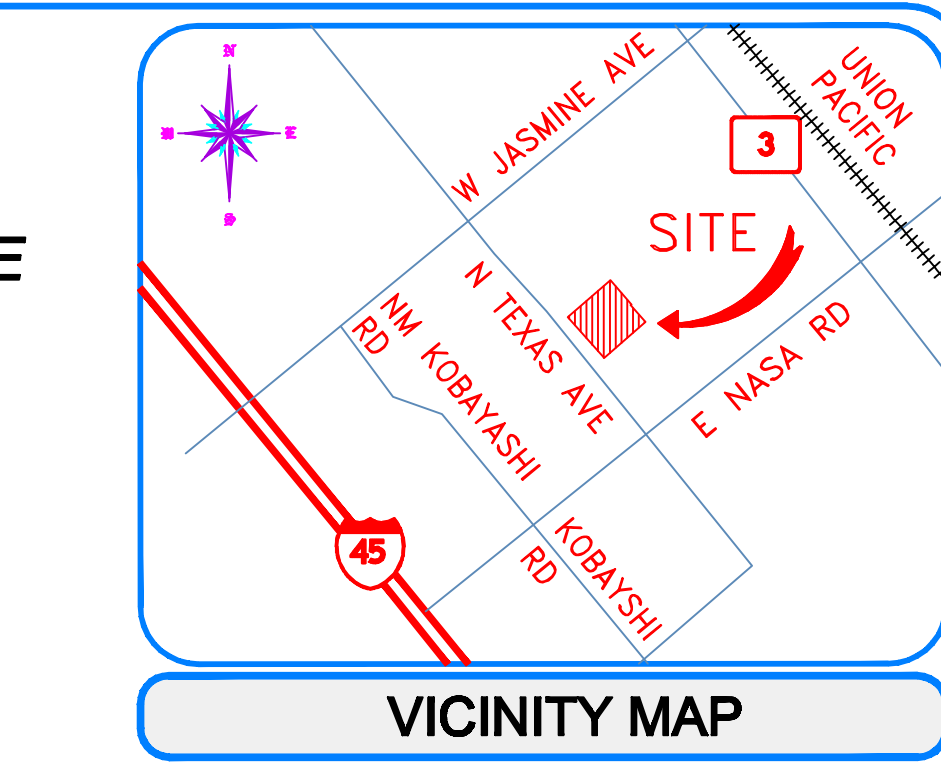 N
W
E
S
W JASMINE AVE
UNION
PACIFIC
3
SITE
N TEXAS AVE
NM KOBAYASHI
RD
E NASA RD
45
KOBAYSHI
RD
E
VICINITY MAP